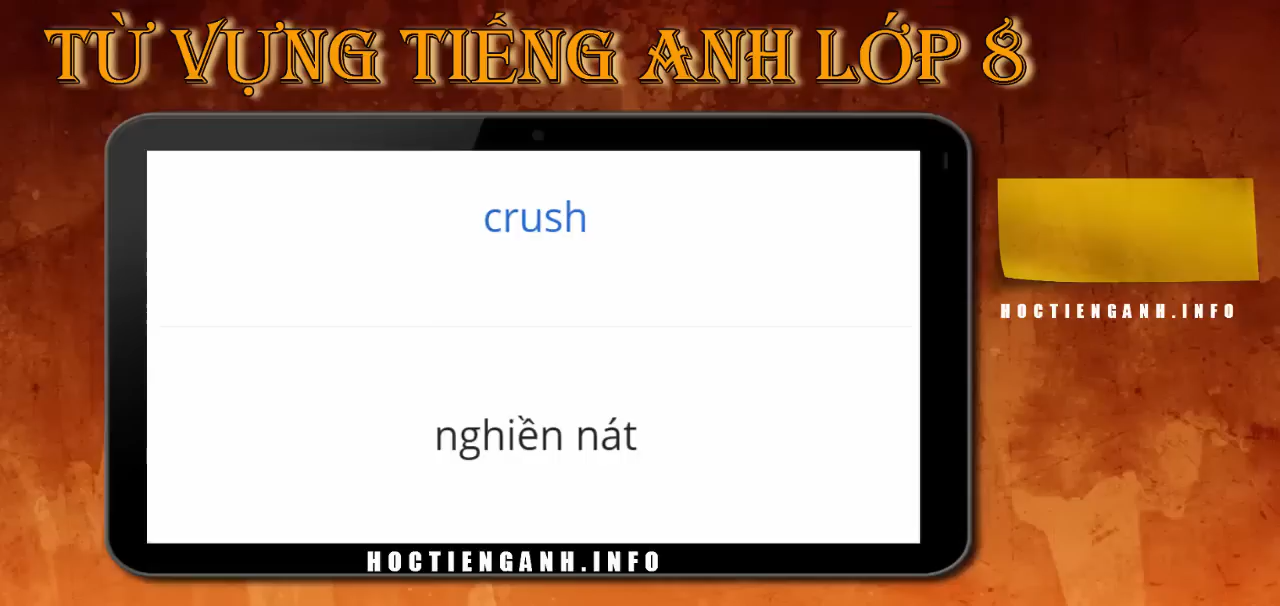 TỪ VỰNG TIẾNG ANH LỚP 8
crush
nghiền nát
HOCTIENGANH.INFO
HOCTIENGANH.INFO